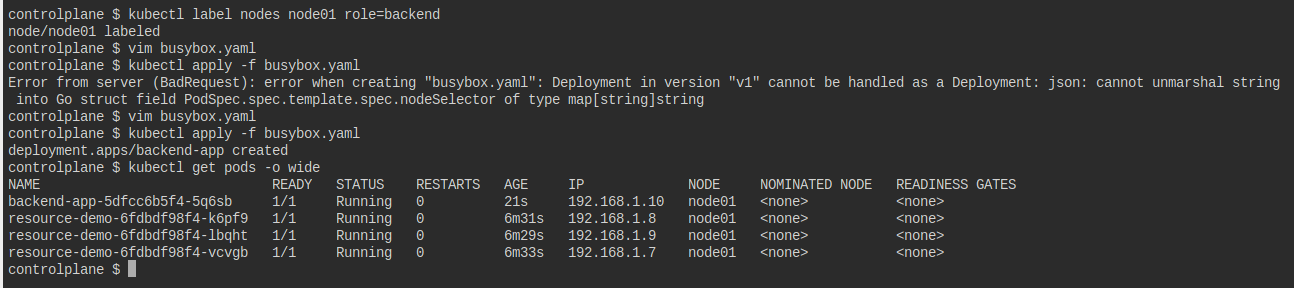 controlplane $ kubectl label nodes node01 role=backend
node/node01 labeled
controlplane $ vim busybox.yaml
controlplane $ kubectl apply -f busybox.yaml
Error from server (BadRequest): error when creating "busybox.yaml": Deployment in version "v1" cannot be handled as a Deployment: json: cannot unmarshal string
 into Go struct field PodSpec.spec.template.spec.nodeSelector of type map[string]string
controlplane $ vim busybox.yaml
controlplane $ kubectl apply -f busybox.yaml
deployment.apps/backend-app created
controlplane $ kubectl get pods -o wide
NAME                             READY   STATUS    RESTARTS   AGE     IP             NODE     NOMINATED NODE   READINESS GATES
backend-app-5dfcc6b5f4-5q6sb     1/1     Running   0          21s     192.168.1.10   node01   <none>           <none>
resource-demo-6fdbdf98f4-k6pf9   1/1     Running   0          6m31s   192.168.1.8    node01   <none>           <none>
resource-demo-6fdbdf98f4-lbqht   1/1     Running   0          6m29s   192.168.1.9    node01   <none>           <none>
resource-demo-6fdbdf98f4-vcvgb   1/1     Running   0          6m33s   192.168.1.7    node01   <none>           <none>
controlplane $